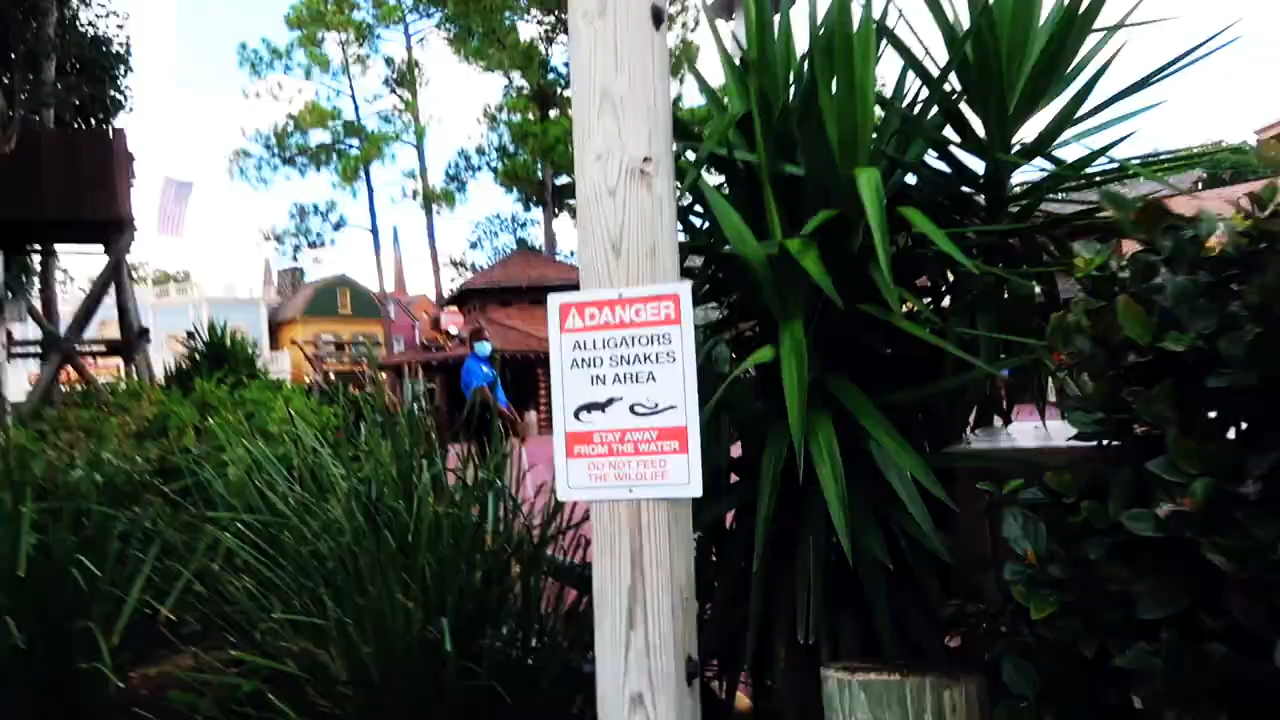 DANGER
ALLIGATORS
AND SNAKES
IN AREA
STAY AWAY
FROM THE WATER
DO NOT FEED
THE WILDLIFE